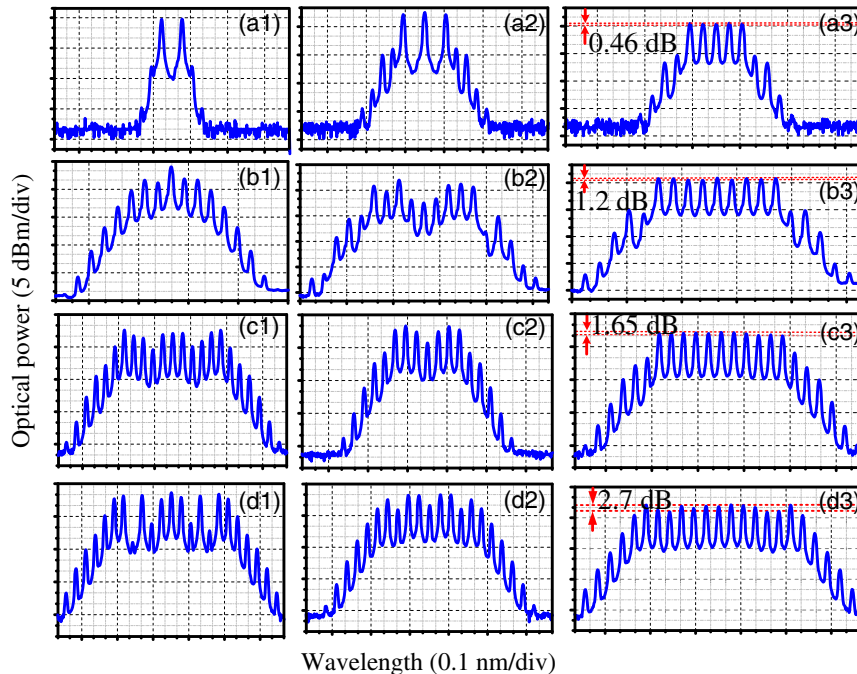 (a1)
(a2)
(a3)
0.46 dB
(b1)
(b2)
(b3)
1.2 dB
(c1)
(c2)
(c3)
1.65 dB
(d1)
(d2)
(d3)
2.7 dB
Optical power (5 dBm/div)
Wavelength (0.1 nm/div)